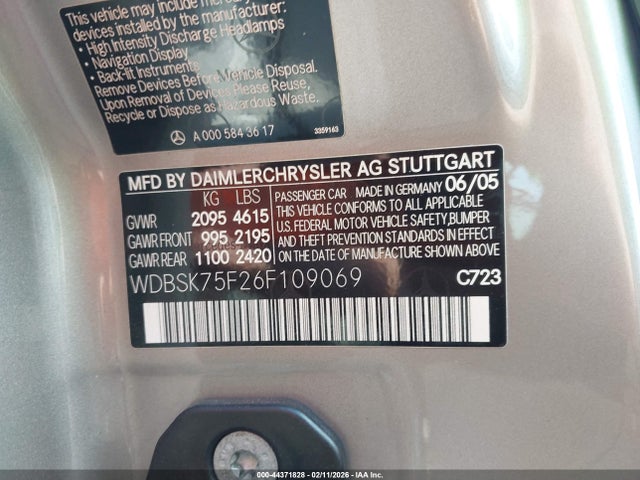 This vehicle may include mercury
devices installed by the manufacturer:
• High Intensity Discharge Headlamps
• Navigation Display
• Back-lit Instruments
Remove Devices Before Vehicle Disposal.
Upon Removal of Devices Please Reuse,
Recycle or Dispose as Hazardous Waste.
A 000 584 36 17
3359163
MFD BY DAIMLERCHRYSLER AG STUTTGART
KG LBS
GVWR 2095 4615
GAWR FRONT 995 2195
GAWR REAR 1100 2420
PASSENGER CAR MADE IN GERMANY 06/05
THIS VEHICLE CONFORMS TO ALL APPLICABLE
U.S. FEDERAL MOTOR VEHICLE SAFETY, BUMPER
AND THEFT PREVENTION STANDARDS IN EFFECT
ON THE DATE OF MANUFACTURE SHOWN ABOVE
WDBSK75F26F109069
C723
000-44371828 - 02/11/2026 - IAA Inc.